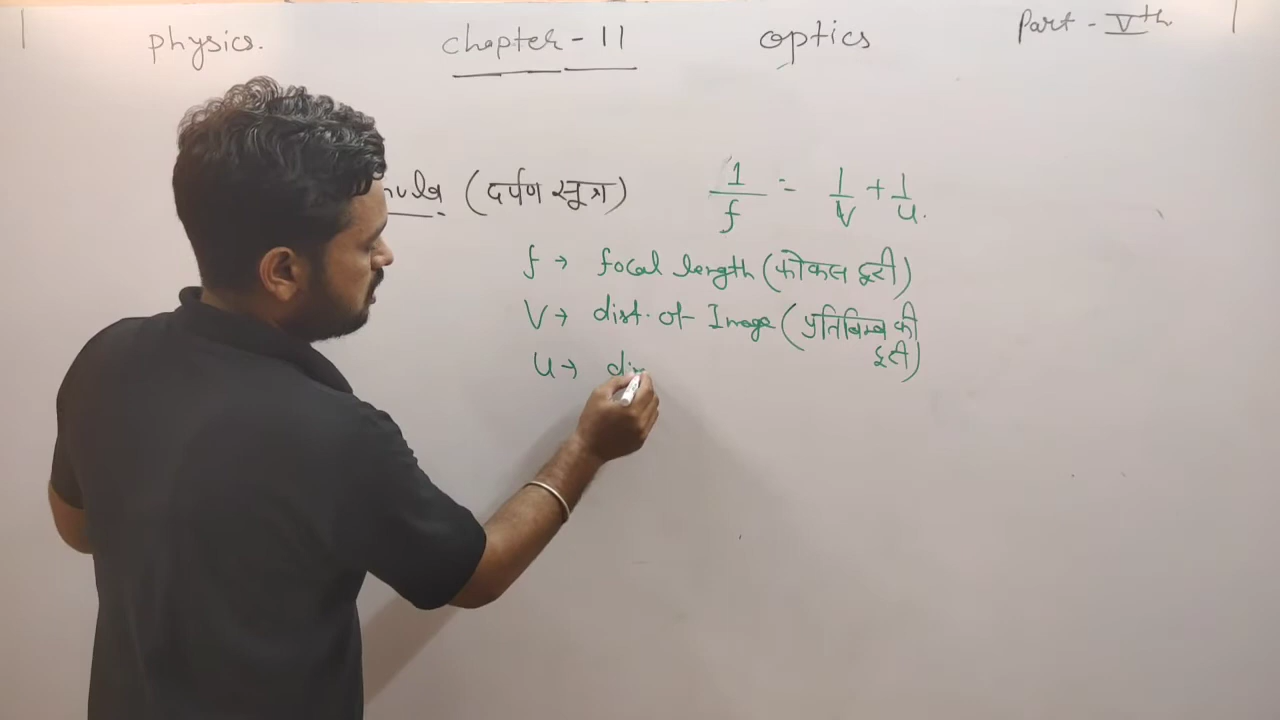 physics. chapter - 11 optics Part - Vth
(दर्पण सूत्र) 1/f = 1/v + 1/u.
f → focal length (फोकल दूरी)
V → dist. of Image (प्रतिबिम्ब की
दूरी)
u →